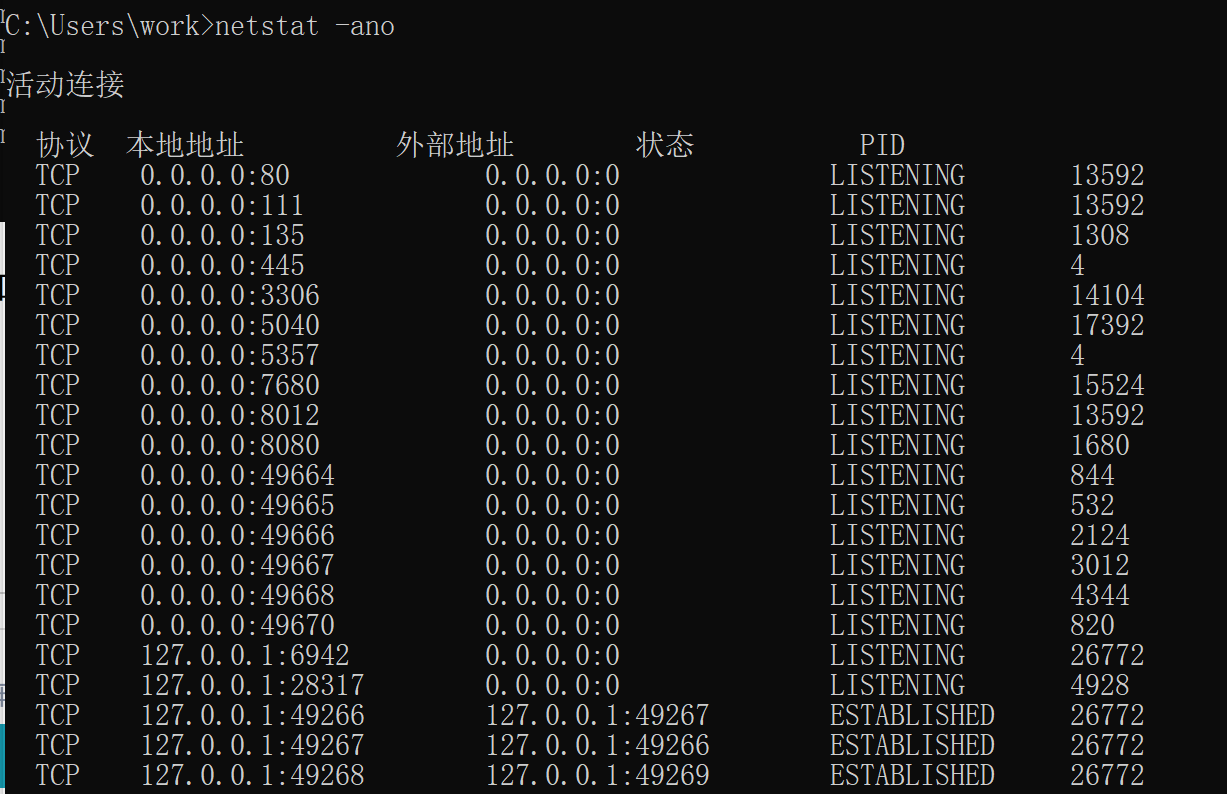 C:\Users\work>netstat -ano
活动连接
协议 本地地址 外部地址 状态 PID
TCP 0.0.0.0:80 0.0.0.0:0 LISTENING 13592
TCP 0.0.0.0:111 0.0.0.0:0 LISTENING 13592
TCP 0.0.0.0:135 0.0.0.0:0 LISTENING 1308
TCP 0.0.0.0:445 0.0.0.0:0 LISTENING 4
TCP 0.0.0.0:3306 0.0.0.0:0 LISTENING 14104
TCP 0.0.0.0:5040 0.0.0.0:0 LISTENING 17392
TCP 0.0.0.0:5357 0.0.0.0:0 LISTENING 4
TCP 0.0.0.0:7680 0.0.0.0:0 LISTENING 15524
TCP 0.0.0.0:8012 0.0.0.0:0 LISTENING 13592
TCP 0.0.0.0:8080 0.0.0.0:0 LISTENING 1680
TCP 0.0.0.0:49664 0.0.0.0:0 LISTENING 844
TCP 0.0.0.0:49665 0.0.0.0:0 LISTENING 532
TCP 0.0.0.0:49666 0.0.0.0:0 LISTENING 2124
TCP 0.0.0.0:49667 0.0.0.0:0 LISTENING 3012
TCP 0.0.0.0:49668 0.0.0.0:0 LISTENING 4344
TCP 0.0.0.0:49670 0.0.0.0:0 LISTENING 820
TCP 127.0.0.1:6942 0.0.0.0:0 LISTENING 26772
TCP 127.0.0.1:28317 0.0.0.0:0 LISTENING 4928
TCP 127.0.0.1:49266 127.0.0.1:49267 ESTABLISHED 26772
TCP 127.0.0.1:49267 127.0.0.1:49266 ESTABLISHED 26772
TCP 127.0.0.1:49268 127.0.0.1:49269 ESTABLISHED 26772